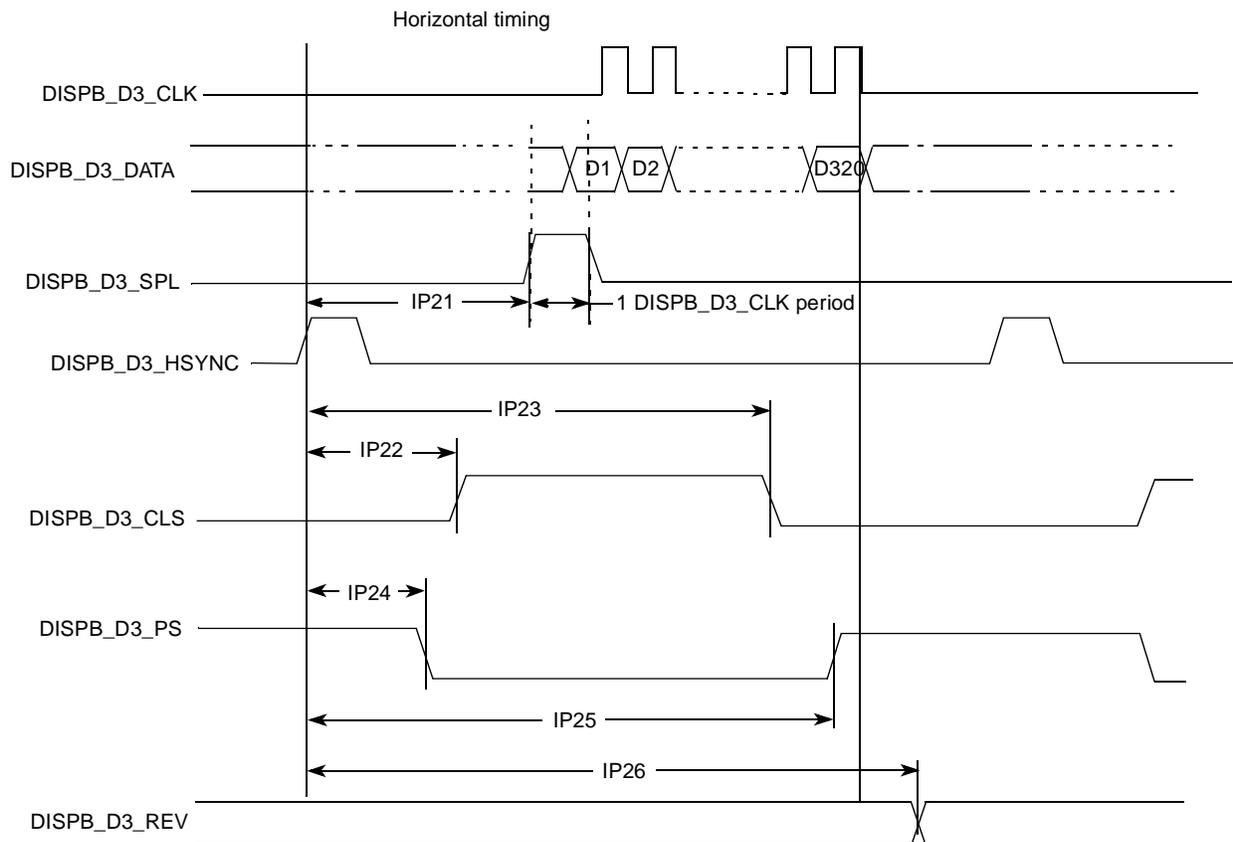 Horizontal timing
DISPB_D3_CLK
DISPB_D3_DATA
D1
D2
D320
DISPB_D3_SPL
IP21
1 DISPB_D3_CLK period
DISPB_D3_HSYNC
IP23
IP22
DISPB_D3_CLS
IP24
DISPB_D3_PS
IP25
IP26
DISPB_D3_REV